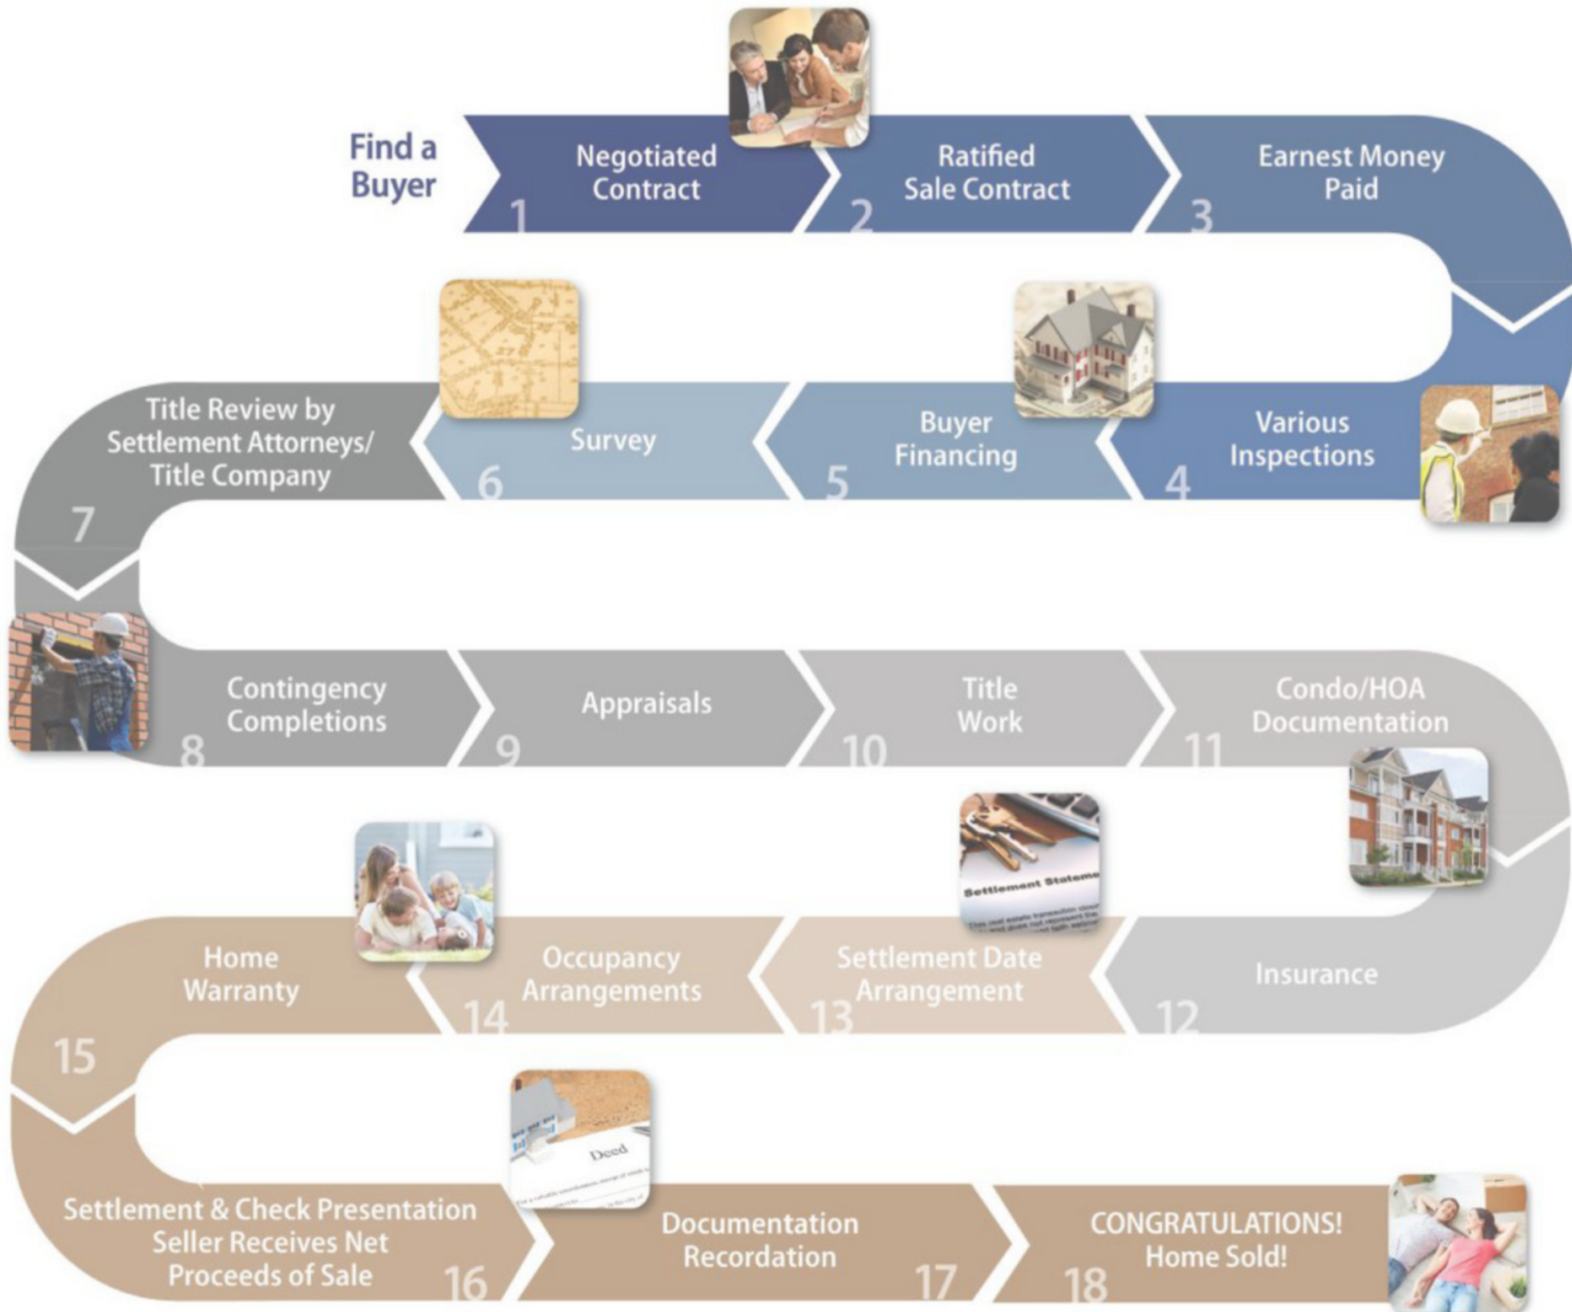 Find a
Buyer
Negotiated
Contract
1
Ratified
Sale Contract
2
Earnest Money
Paid
3
Various
Inspections
4
Buyer
Financing
5
Survey
6
Title Review by
Settlement Attorneys/
Title Company
7
Contingency
Completions
8
Appraisals
9
Title
Work
10
Condo/HOA
Documentation
11
Insurance
12
Settlement Stateme
Settlement Date
Arrangement
13
Occupancy
Arrangements
14
Home
Warranty
15
Settlement & Check Presentation
Seller Receives Net
Proceeds of Sale
16
Deed
Documentation
Recordation
17
CONGRATULATIONS!
Home Sold!
18